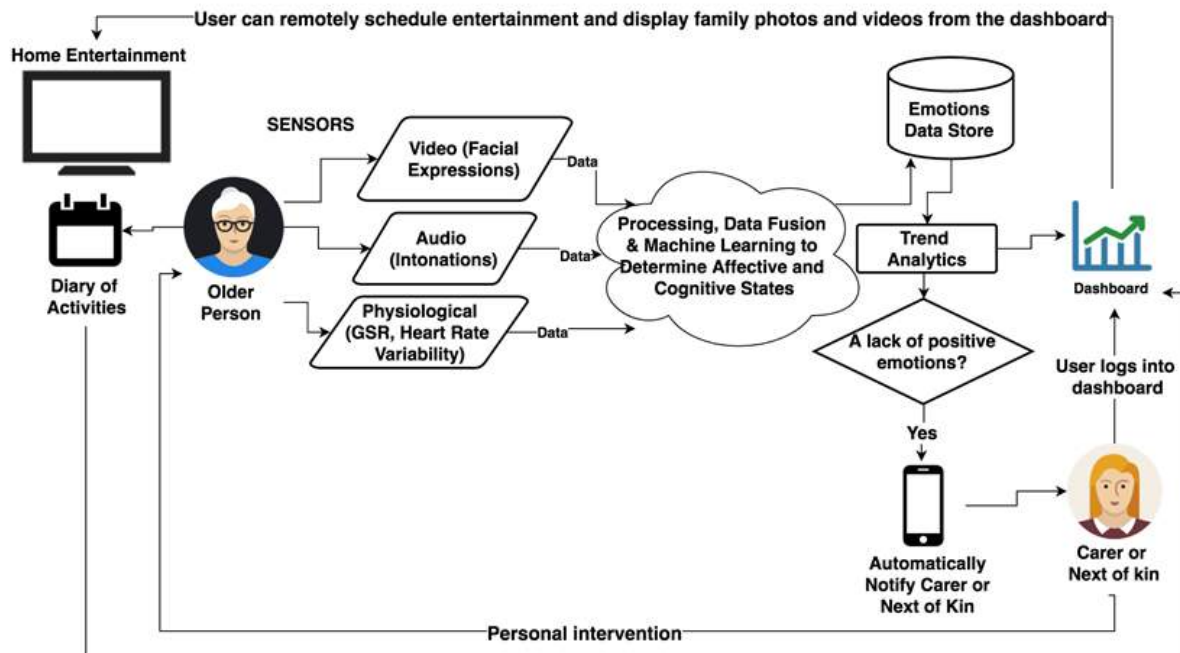 User can remotely schedule entertainment and display family photos and videos from the dashboard
Home Entertainment
SENSORS
Video (Facial
Expressions)
Data
Emotions
Data Store
Audio
(Intonations)
Data
Processing, Data Fusion
& Machine Learning to
Determine Affective and
Cognitive States
Trend
Analytics
Dashboard
Diary of
Activities
Older
Person
Physiological
(GSR, Heart Rate
Variability)
Data
A lack of positive
emotions?
User logs into
dashboard
Yes
Automatically
Notify Carer or
Next of Kin
Carer or
Next of kin
Personal intervention